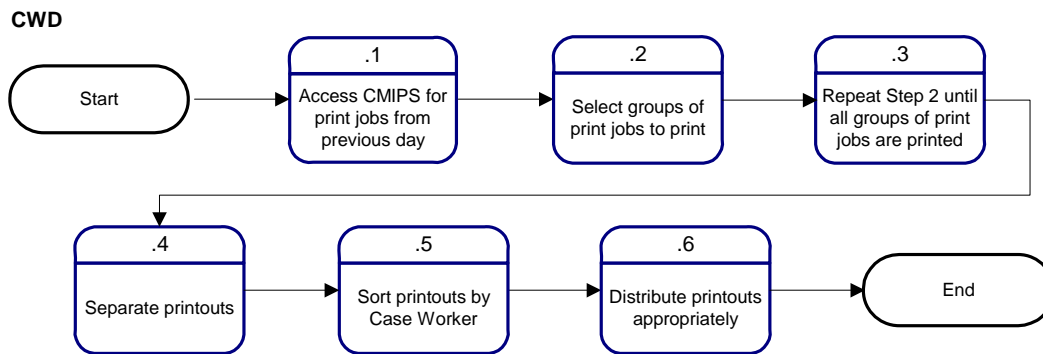 CWD
Start
.1
Access CMIPS for
print jobs from
previous day
.2
Select groups of
print jobs to print
.3
Repeat Step 2 until
all groups of print
jobs are printed
.4
Separate printouts
.5
Sort printouts by
Case Worker
.6
Distribute printouts
appropriately
End